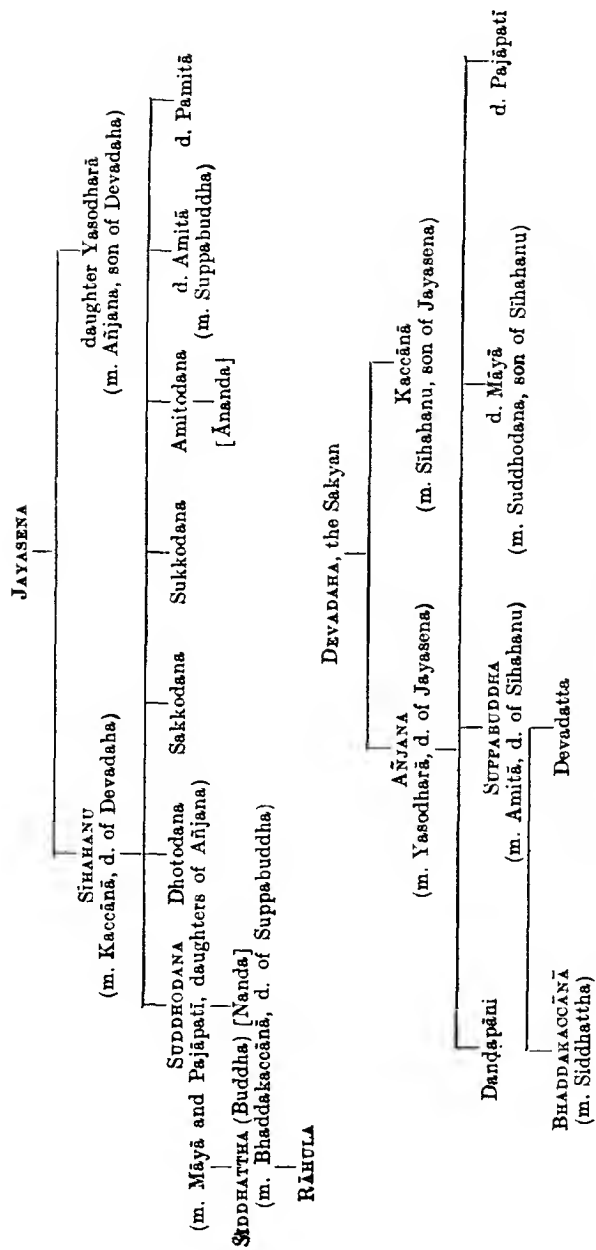 JAYASENA
SĪHAHANU
(m. Kaccānā, d. of Devadaha)
daughter Yasodharā
(m. Añjana, son of Devadaha)
SUDDHODANA Dhotodana Sakkodana Sukkodana Amitodana d. Amitā d. Pamitā
(m. Māyā and Pajāpatī, daughters of Añjana) [Ānanda] (m. Suppabuddha)
SIDDHATTHA (Buddha) [Nanda]
(m. Bhaddakaccānā, d. of Suppabuddha)
RĀHULA
DEVADAHA, the Sakyan
AÑJANA
(m. Yasodharā, d. of Jayasena)
Kaccānā
(m. Sīhahanu, son of Jayasena)
Daṇḍapāni SUPPABUDDHA d. Māyā d. Pajāpatī
(m. Amitā, d. of Sīhahanu) (m. Suddhodana, son of Sīhahanu)
BHADDAKACCĀNĀ Devadatta
(m. Siddhattha)